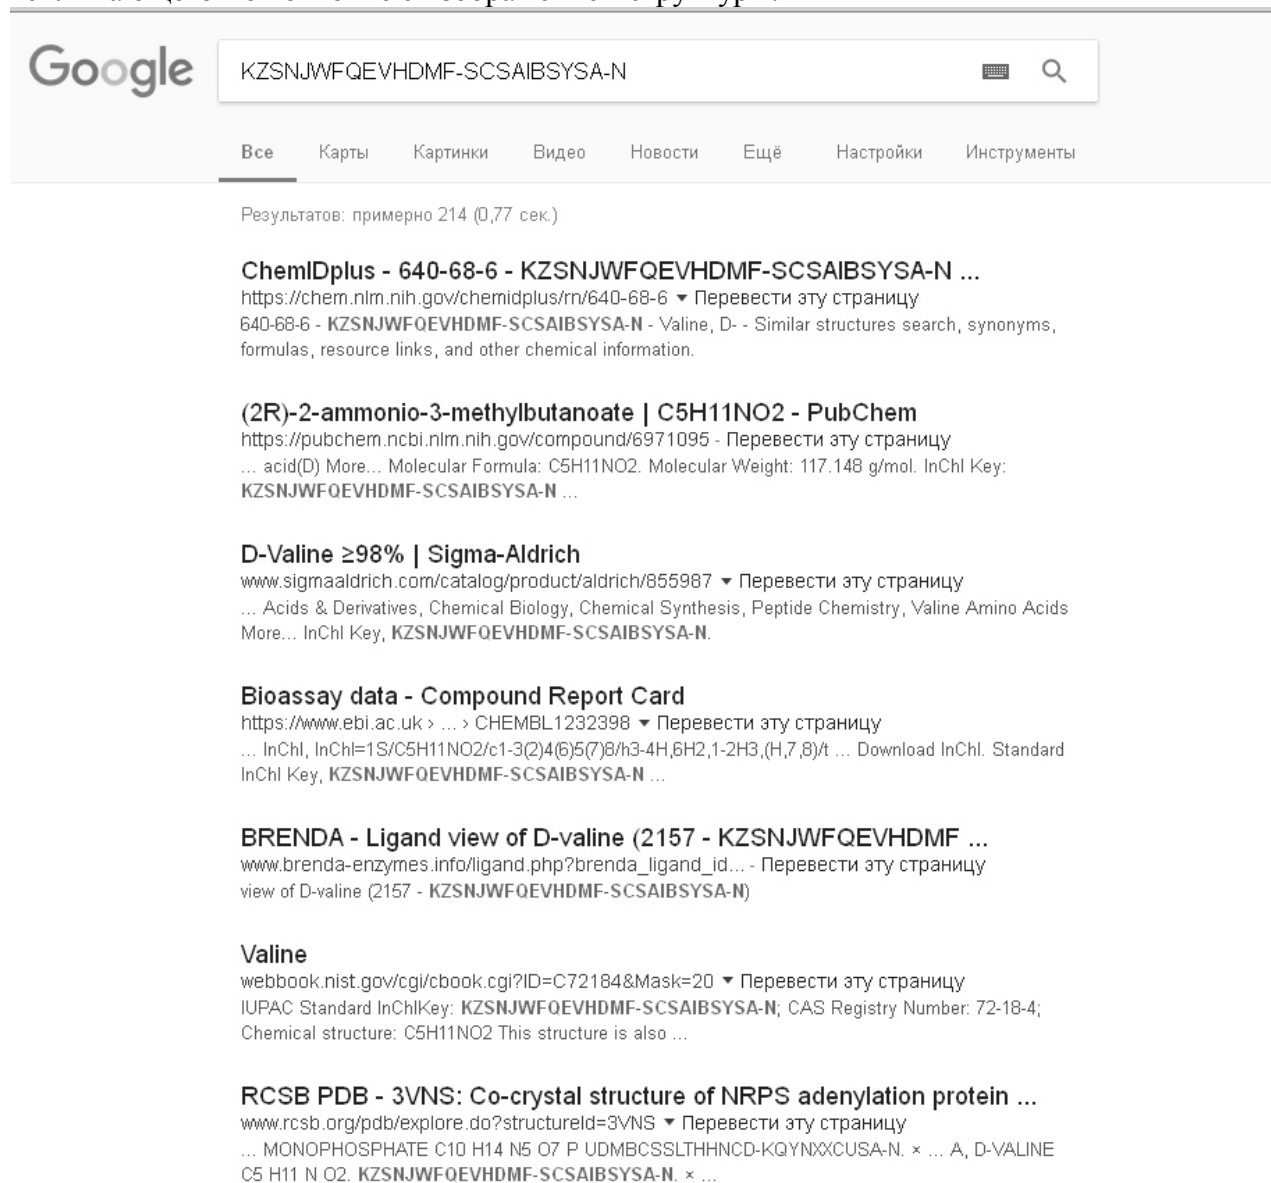 Google
KZSNJWFQEVHDMF-SCSAIBSYSA-N
Все Карты Картинки Видео Новости Ещё Настройки Инструменты
Результатов: примерно 214 (0,77 сек.)
ChemIDplus - 640-68-6 - KZSNJWFQEVHDMF-SCSAIBSYSA-N ...
https://chem.nlm.nih.gov/chemidplus/rn/640-68-6 ▾ Перевести эту страницу
640-68-6 - KZSNJWFQEVHDMF-SCSAIBSYSA-N - Valine, D- - Similar structures search, synonyms,
formulas, resource links, and other chemical information.
(2R)-2-ammonio-3-methylbutanoate | C5H11NO2 - PubChem
https://pubchem.ncbi.nlm.nih.gov/compound/6971095 - Перевести эту страницу
... acid(D) More... Molecular Formula: C5H11NO2. Molecular Weight: 117.148 g/mol. InChI Key:
KZSNJWFQEVHDMF-SCSAIBSYSA-N ...
D-Valine ≥98% | Sigma-Aldrich
www.sigmaaldrich.com/catalog/product/aldrich/855987 ▾ Перевести эту страницу
... Acids & Derivatives, Chemical Biology, Chemical Synthesis, Peptide Chemistry, Valine Amino Acids
More... InChI Key, KZSNJWFQEVHDMF-SCSAIBSYSA-N.
Bioassay data - Compound Report Card
https://www.ebi.ac.uk › ... › CHEMBL1232398 ▾ Перевести эту страницу
... InChI, InChI=1S/C5H11NO2/c1-3(2)4(6)5(7)8/h3-4H,6H2,1-2H3,(H,7,8)/t ... Download InChI. Standard
InChI Key, KZSNJWFQEVHDMF-SCSAIBSYSA-N ...
BRENDA - Ligand view of D-valine (2157 - KZSNJWFQEVHDMF ...
www.brenda-enzymes.info/ligand.php?brenda_ligand_id... - Перевести эту страницу
view of D-valine (2157 - KZSNJWFQEVHDMF-SCSAIBSYSA-N)
Valine
webbook.nist.gov/cgi/cbook.cgi?ID=C72184&Mask=20 ▾ Перевести эту страницу
IUPAC Standard InChIKey: KZSNJWFQEVHDMF-SCSAIBSYSA-N; CAS Registry Number: 72-18-4;
Chemical structure: C5H11NO2 This structure is also ...
RCSB PDB - 3VNS: Co-crystal structure of NRPS adenylation protein ...
www.rcsb.org/pdb/explore.do?structureId=3VNS ▾ Перевести эту страницу
... MONOPHOSPHATE C10 H14 N5 O7 P UDMBCSSLTHHNCD-KQYNXXCUSA-N. × ... A, D-VALINE
C5 H11 N O2. KZSNJWFQEVHDMF-SCSAIBSYSA-N. × ...